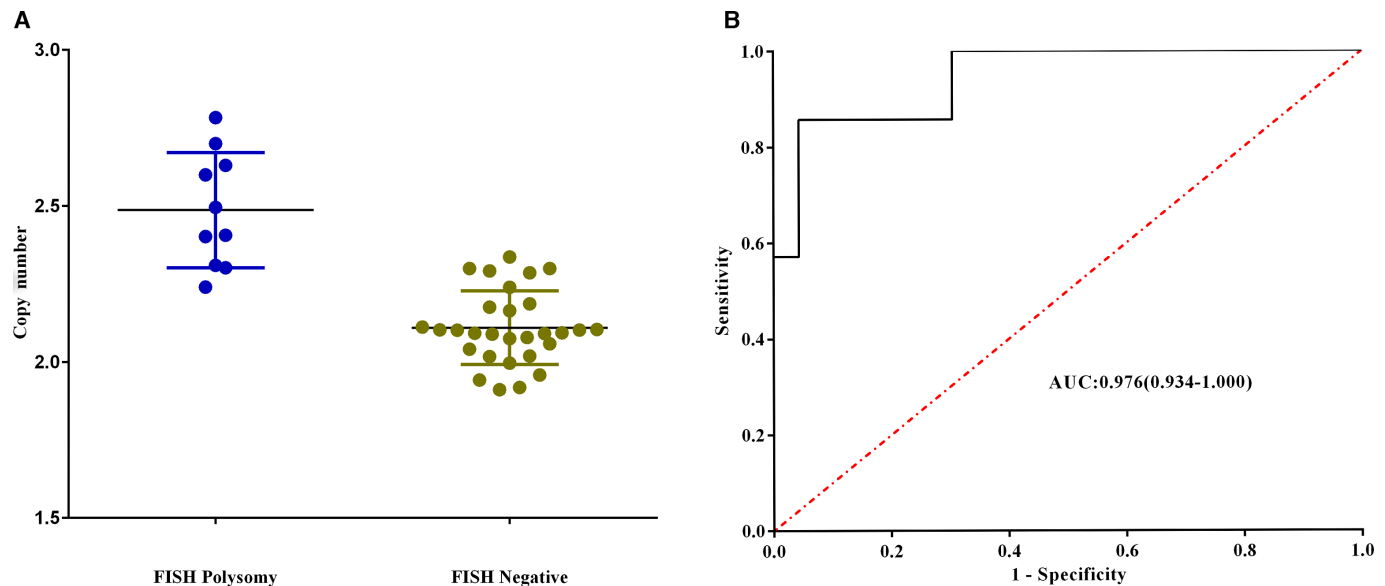 A
3.0
2.5
2.0
1.5
Copy number
FISH Polysomy
FISH Negative
B
1.0
0.8
0.6
0.4
0.2
0.0
Sensitivity
AUC:0.976(0.934-1.000)
0.0
0.2
0.4
0.6
0.8
1.0
1 - Specificity